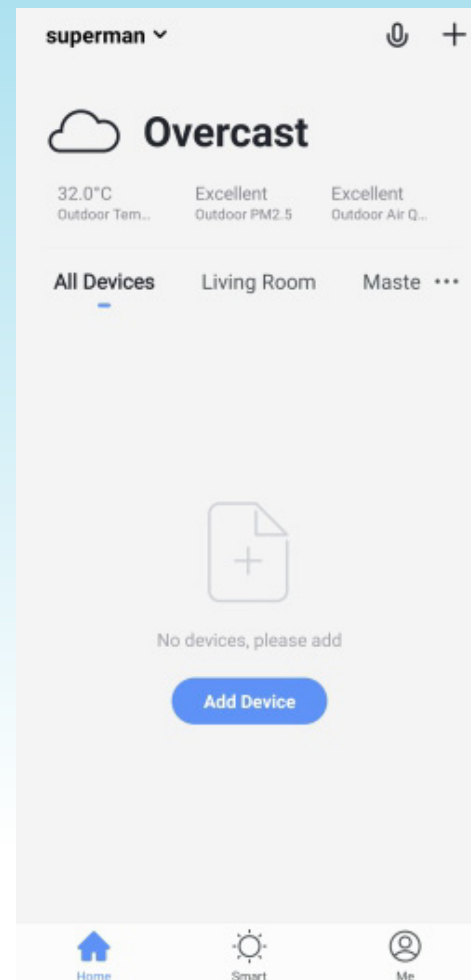 superman
Overcast
32.0°C Excellent Excellent
Outdoor Tem... Outdoor PM2.5 Outdoor Air Q...
All Devices Living Room Maste ...
No devices, please add
Add Device
Home Smart Me